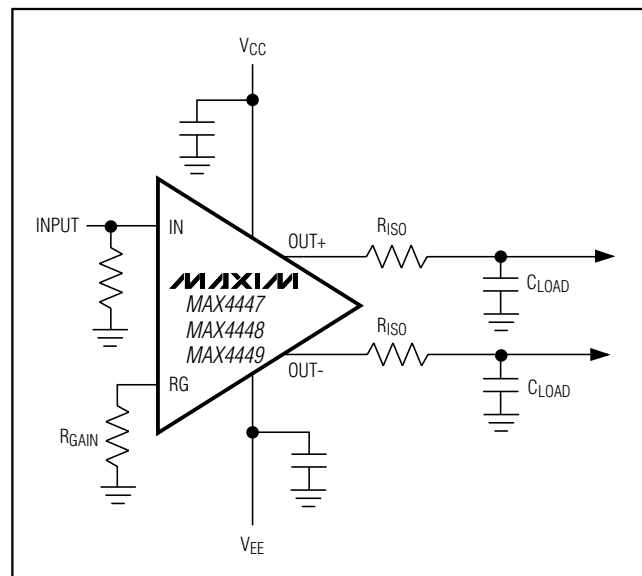 VCC
INPUT
IN
OUT+
RISO
CLOAD
MAXIM
MAX4447
MAX4448
MAX4449
RISO
OUT-
CLOAD
RG
RGAIN
VEE